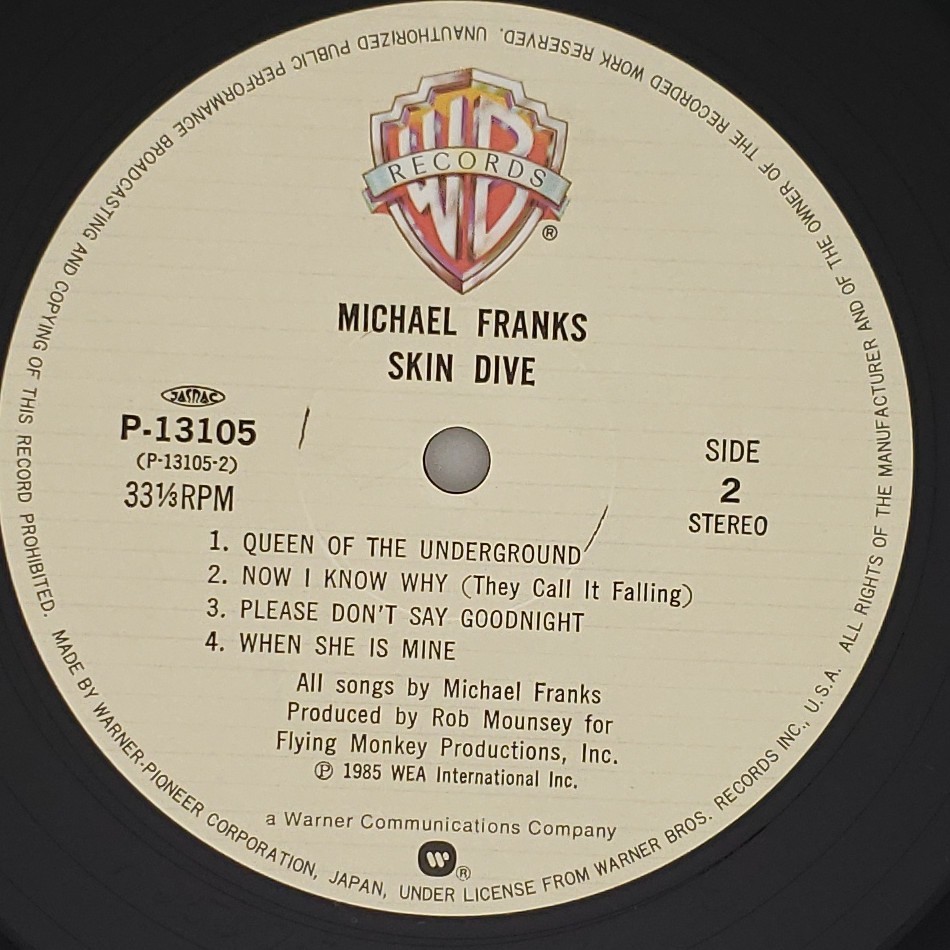 WB
RECORDS
®
MICHAEL FRANKS
SKIN DIVE
JASRAC
P-13105
(P-13105-2)
33⅓RPM
SIDE
2
STEREO
1. QUEEN OF THE UNDERGROUND
2. NOW I KNOW WHY (They Call It Falling)
3. PLEASE DON'T SAY GOODNIGHT
4. WHEN SHE IS MINE
All songs by Michael Franks
Produced by Rob Mounsey for
Flying Monkey Productions, Inc.
Ⓟ 1985 WEA International Inc.
a Warner Communications Company
W®
MADE BY WARNER-PIONEER CORPORATION, JAPAN, UNDER LICENSE FROM WARNER BROS. RECORDS INC., U.S.A. ALL RIGHTS OF THE MANUFACTURER AND OF THE OWNER OF THE RECORDED WORK RESERVED. UNAUTHORIZED PUBLIC PERFORMANCE BROADCASTING AND COPYING OF THIS RECORD PROHIBITED.